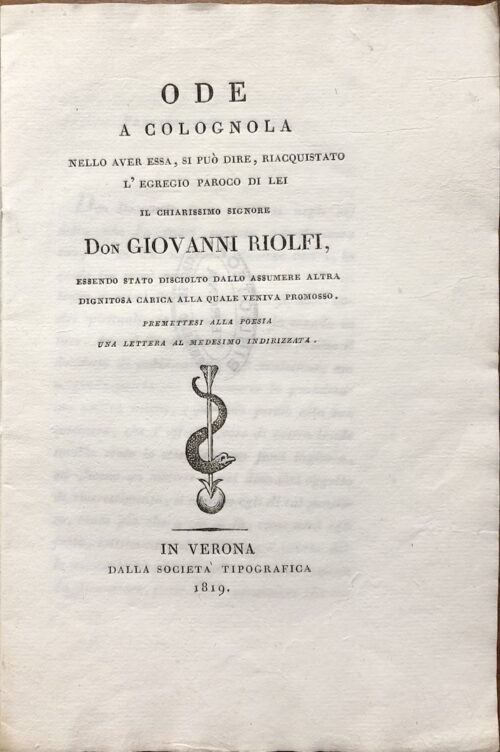 ODE
A COLOGNOLA
NELLO AVER ESSA, SI PUÒ DIRE, RIACQUISTATO
L'EGREGIO PAROCO DI LEI
IL CHIARISSIMO SIGNORE
DON GIOVANNI RIOLFI,
ESSENDO STATO DISCIOLTO DALLO ASSUMERE ALTRA
DIGNITOSA CARICA ALLA QUALE VENIVA PROMOSSO.
PREMETTESI ALLA POESIA
UNA LETTERA AL MEDESIMO INDIRIZZATA.
IN VERONA
DALLA SOCIETÀ TIPOGRAFICA
1819.